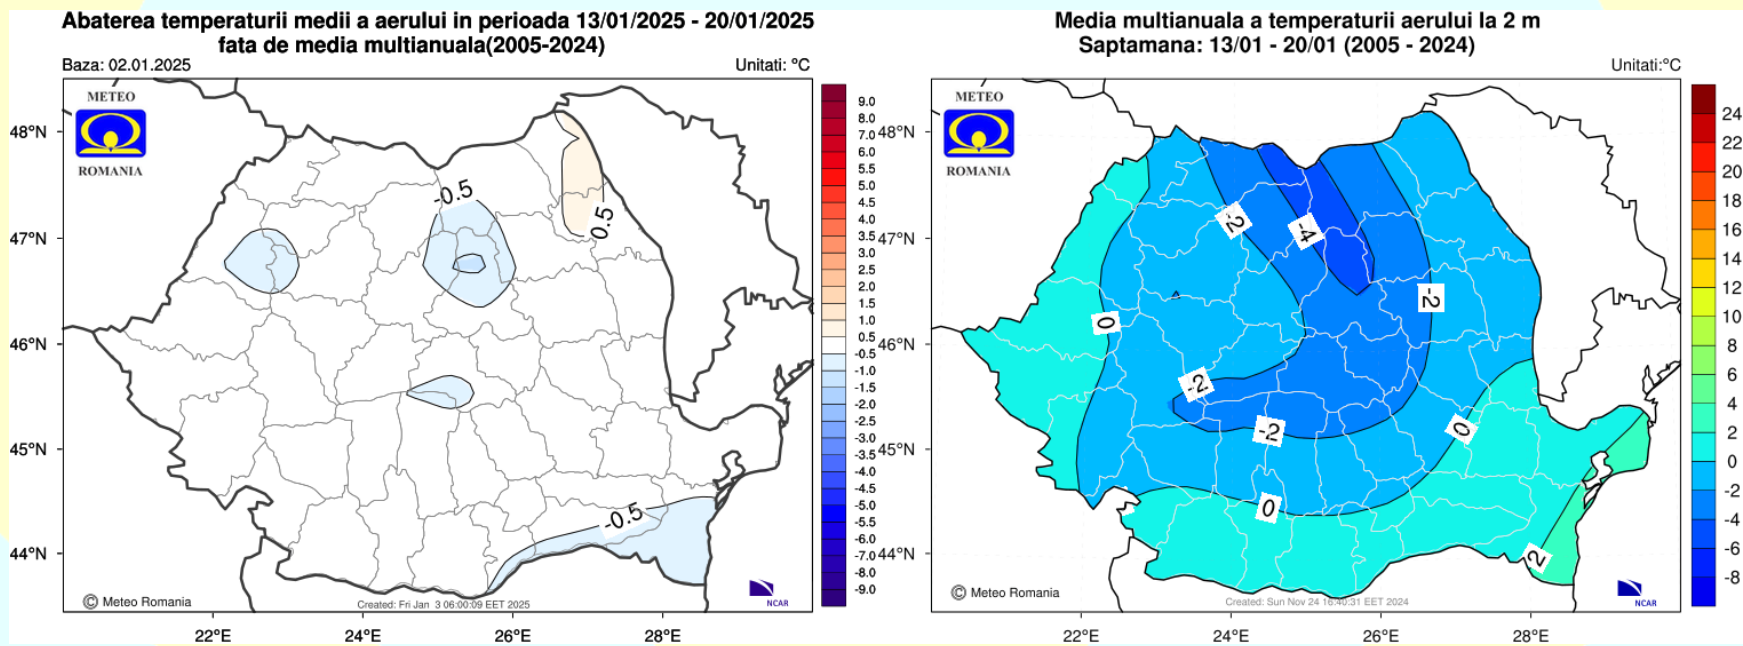 Abaterea temperaturii medii a aerului in perioada 13/01/2025 - 20/01/2025
fata de media multianuala(2005-2024)
Baza: 02.01.2025
Unitati: ºC
METEO
ROMANIA
48°N
47°N
46°N
45°N
44°N
-0.5
0.5
-0.5
9.0
8.0
7.0
6.0
5.5
5.0
4.5
4.0
3.5
3.0
2.5
2.0
1.5
1.0
0.5
-0.5
-1.0
-1.5
-2.0
-2.5
-3.0
-3.5
-4.0
-4.5
-5.0
-5.5
-6.0
-7.0
-8.0
-9.0
© Meteo Romania
Created: Fri Jan 3 06:00:09 EET 2025
NCAR
22°E
24°E
26°E
28°E
Media multianuala a temperaturii aerului la 2 m
Saptamana: 13/01 - 20/01 (2005 - 2024)
Unitati:ºC
METEO
ROMANIA
48°N
47°N
46°N
45°N
44°N
-2
-4
-2
0
-2
-2
0
0
2
24
22
20
18
16
14
12
10
8
6
4
2
0
-2
-4
-6
-8
© Meteo Romania
Created: Sun Nov 24 16:40:31 EET 2024
NCAR
22°E
24°E
26°E
28°E